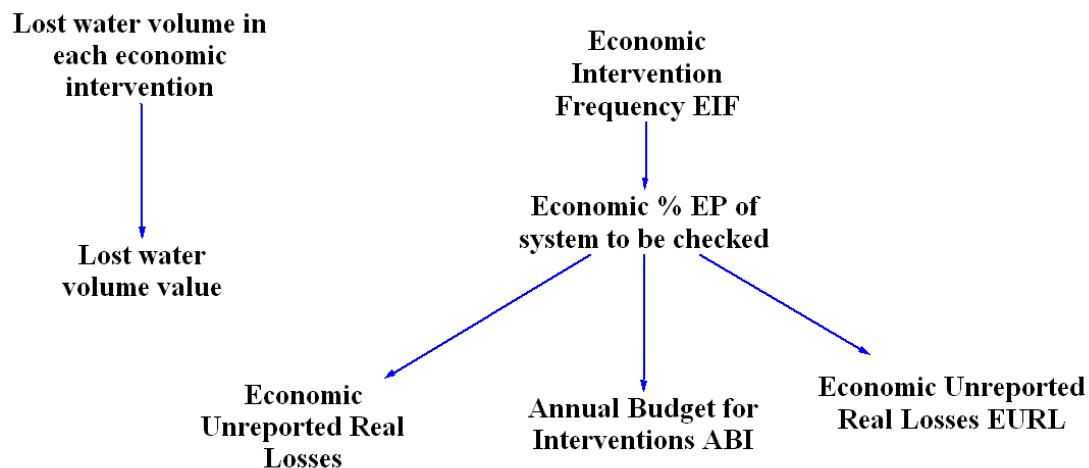 Lost water volume in
each economic
intervention
Economic
Intervention
Frequency EIF
Economic % EP of
system to be checked
Lost water
volume value
Economic
Unreported Real
Losses
Annual Budget for
Interventions ABI
Economic Unreported
Real Losses EURL